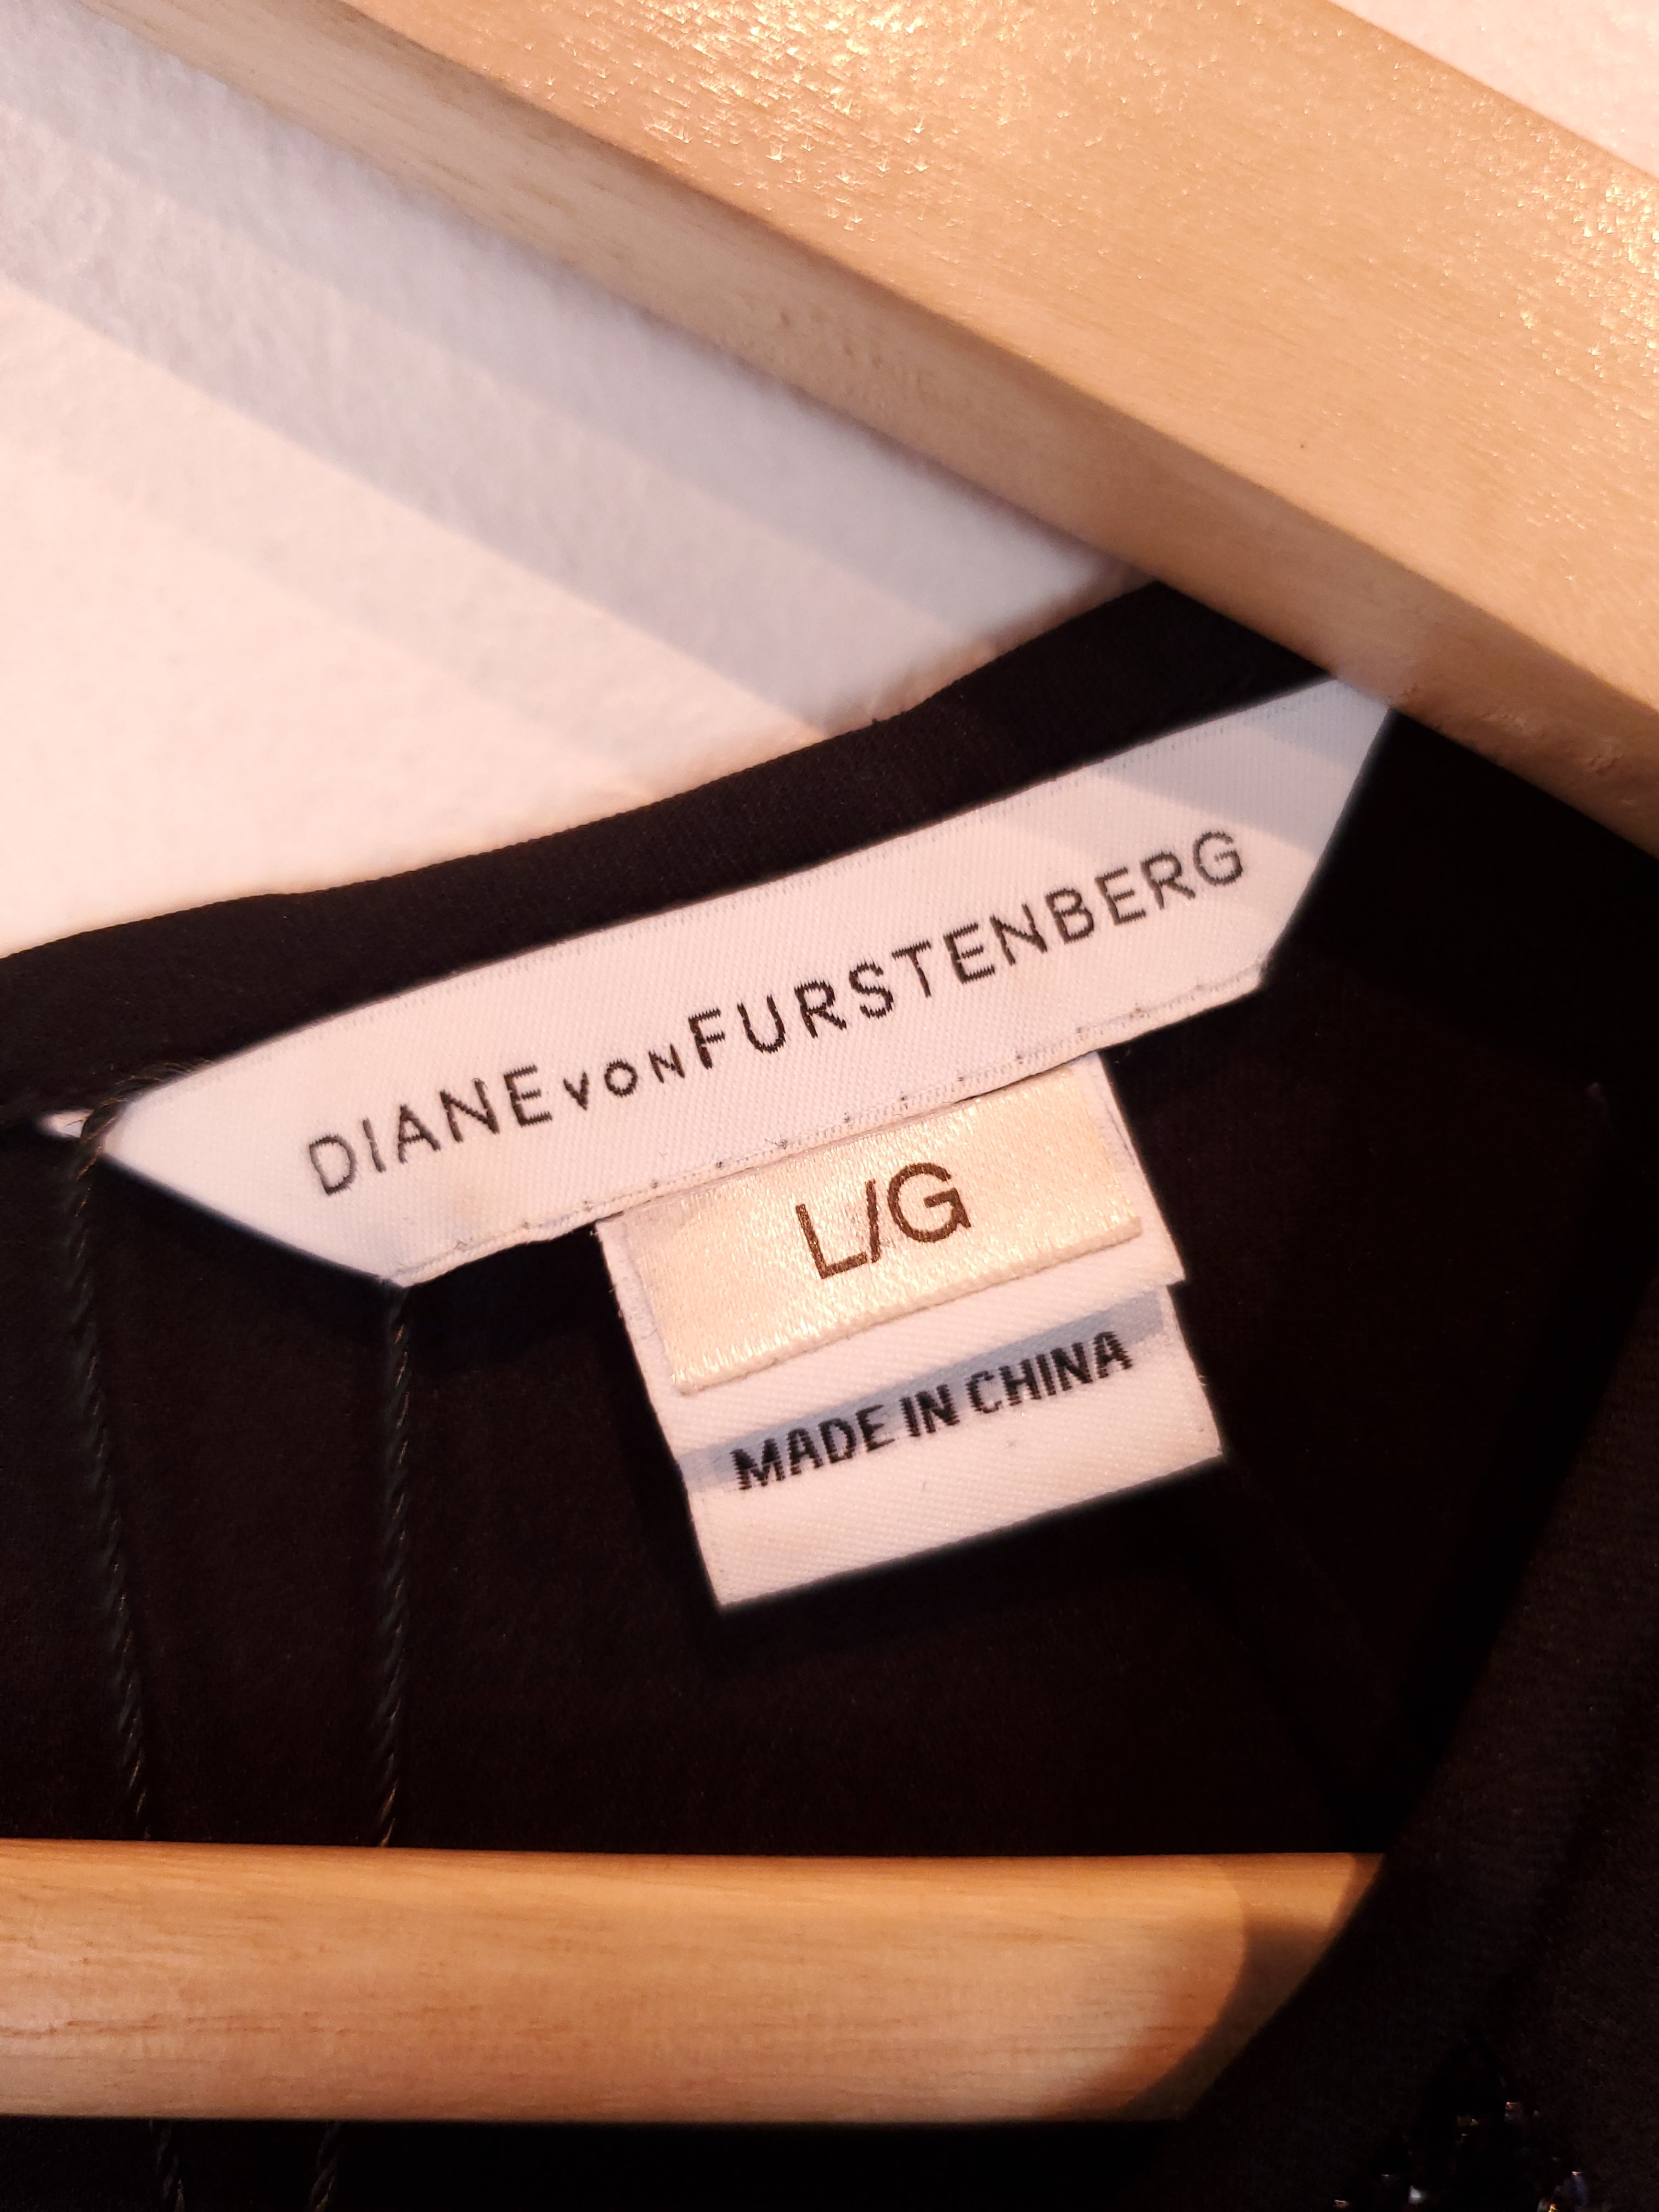 DIANE VON FURSTENBERG
L/G
MADE IN CHINA